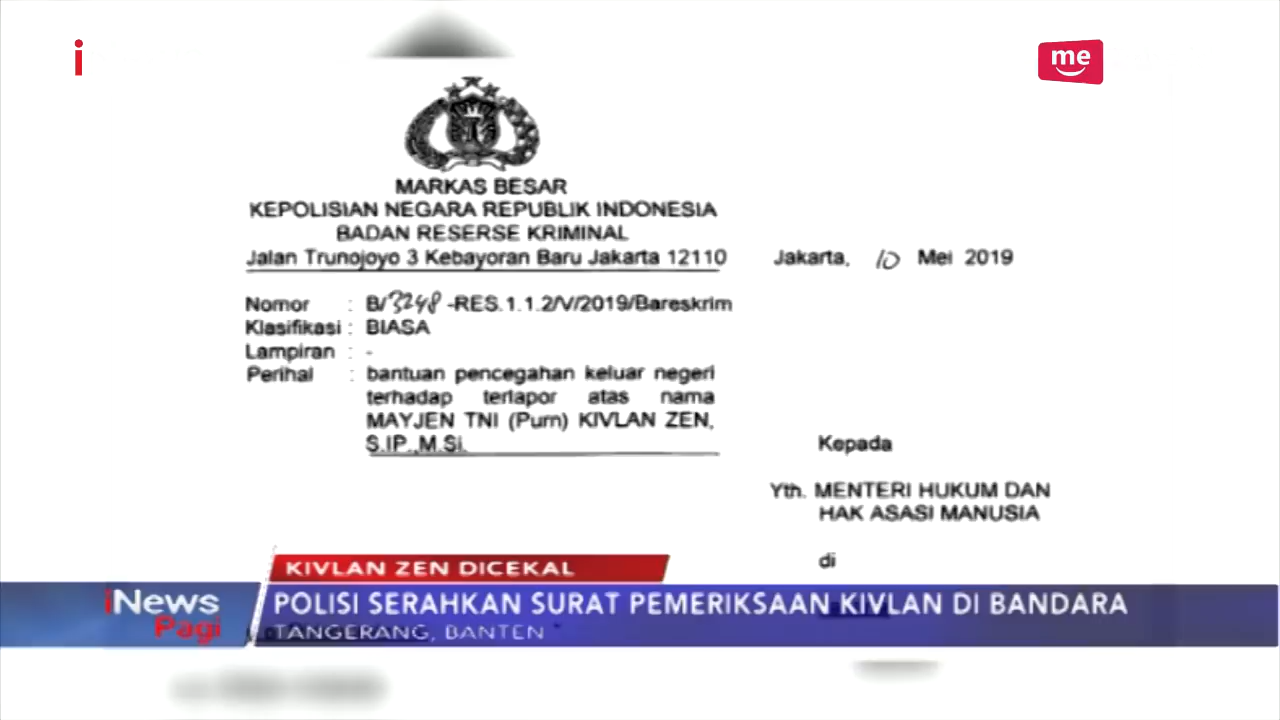 i
me
MARKAS BESAR
KEPOLISIAN NEGARA REPUBLIK INDONESIA
BADAN RESERSE KRIMINAL
Jalan Trunojoyo 3 Kebayoran Baru Jakarta 12110
Jakarta, 10 Mei 2019
Nomor : B/3248-RES.1.1.2/V/2019/Bareskrim
Klasifikasi : BIASA
Lampiran : -
Perihal : bantuan pencegahan keluar negeri
terhadap terlapor atas nama
MAYJEN TNI (Purn) KIVLAN ZEN,
S.IP.,M.Si.
Kepada
Yth. MENTERI HUKUM DAN
HAK ASASI MANUSIA
di
KIVLAN ZEN DICEKAL
iNews
Pagi
POLISI SERAHKAN SURAT PEMERIKSAAN KIVLAN DI BANDARA
TANGERANG, BANTEN